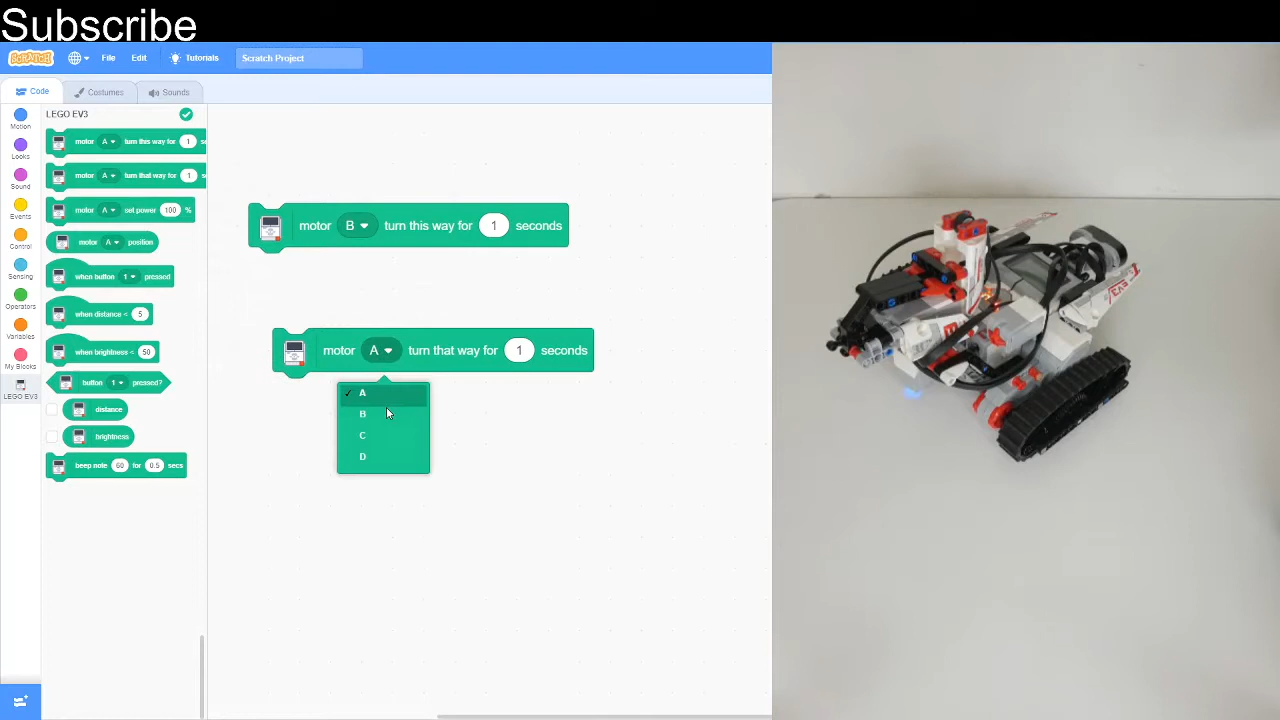 Subscribe
SCRATCH
File
Edit
Tutorials
Scratch Project
Code
Costumes
Sounds
LEGO EV3
Motion
Looks
Sound
Events
Control
Sensing
Operators
Variables
My Blocks
LEGO EV3
motor A turn this way for 1 se
motor A turn that way for 1 se
motor A set power 100 %
motor A position
when button 1 pressed
when distance < 5
when brightness < 50
button 1 pressed?
distance
brightness
beep note 60 for 0.5 secs
motor B turn this way for 1 seconds
motor A turn that way for 1 seconds
✓ A
B
C
D
EV3